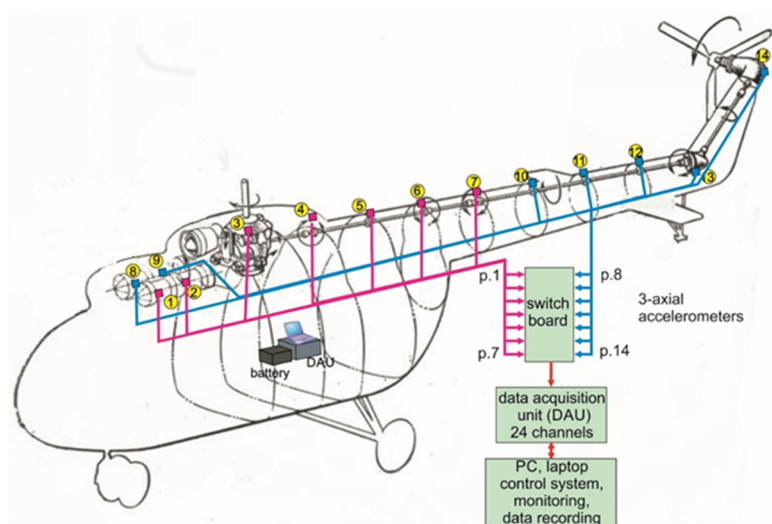 14
12
11
10
13
7
6
5
4
3
9
8
2
1
battery
DAU
p.1
p.7
switch
board
p.8
p.14
3-axial
accelerometers
data acquisition
unit (DAU)
24 channels
PC, laptop
control system,
monitoring,
data recording